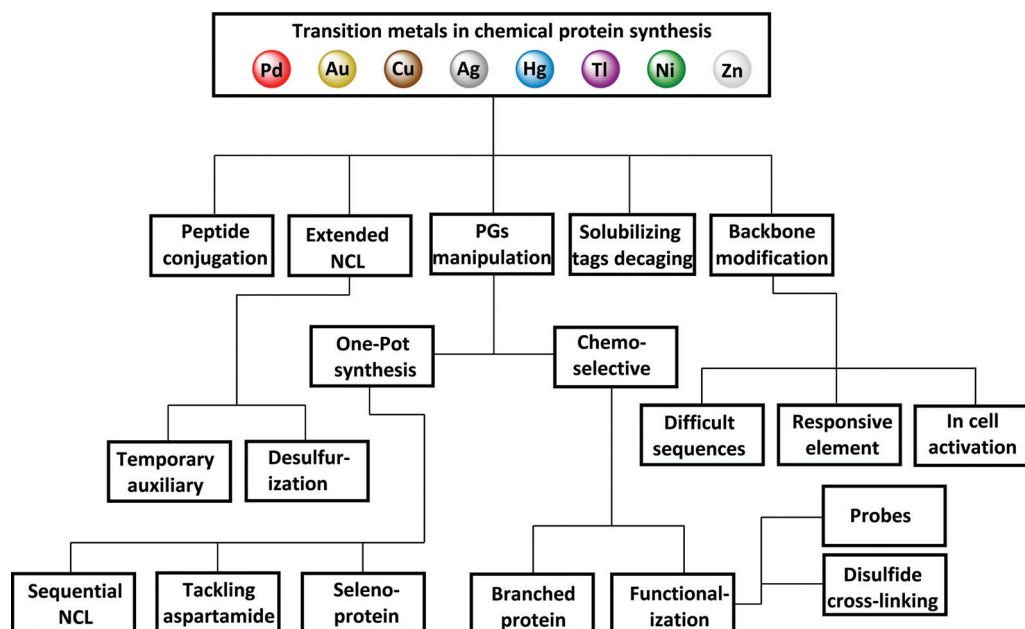 Transition metals in chemical protein synthesis
Pd Au Cu Ag Hg Tl Ni Zn
Peptide
conjugation
Extended
NCL
PGs
manipulation
Solubilizing
tags decaging
Backbone
modification
One-Pot
synthesis
Chemo-
selective
Difficult
sequences
Responsive
element
In cell
activation
Temporary
auxiliary
Desulfur-
ization
Probes
Disulfide
cross-linking
Sequential
NCL
Tackling
aspartamide
Seleno-
protein
Branched
protein
Functional-
ization